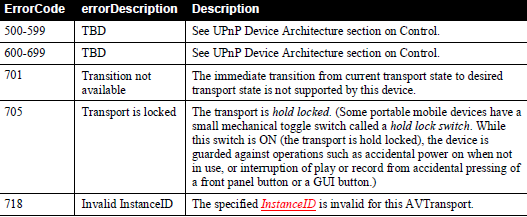 ErrorCode errorDescription Description
500-599 TBD See UPnP Device Architecture section on Control.
600-699 TBD See UPnP Device Architecture section on Control.
701 Transition not available The immediate transition from current transport state to desired
transport state is not supported by this device.
705 Transport is locked The transport is hold locked. (Some portable mobile devices have a
small mechanical toggle switch called a hold lock switch. While
this switch is ON (the transport is hold locked), the device is
guarded against operations such as accidental power on when not
in use, or interruption of play or record from accidental pressing of
a front panel button or a GUI button.)
718 Invalid InstanceID The specified InstanceID is invalid for this AVTransport.